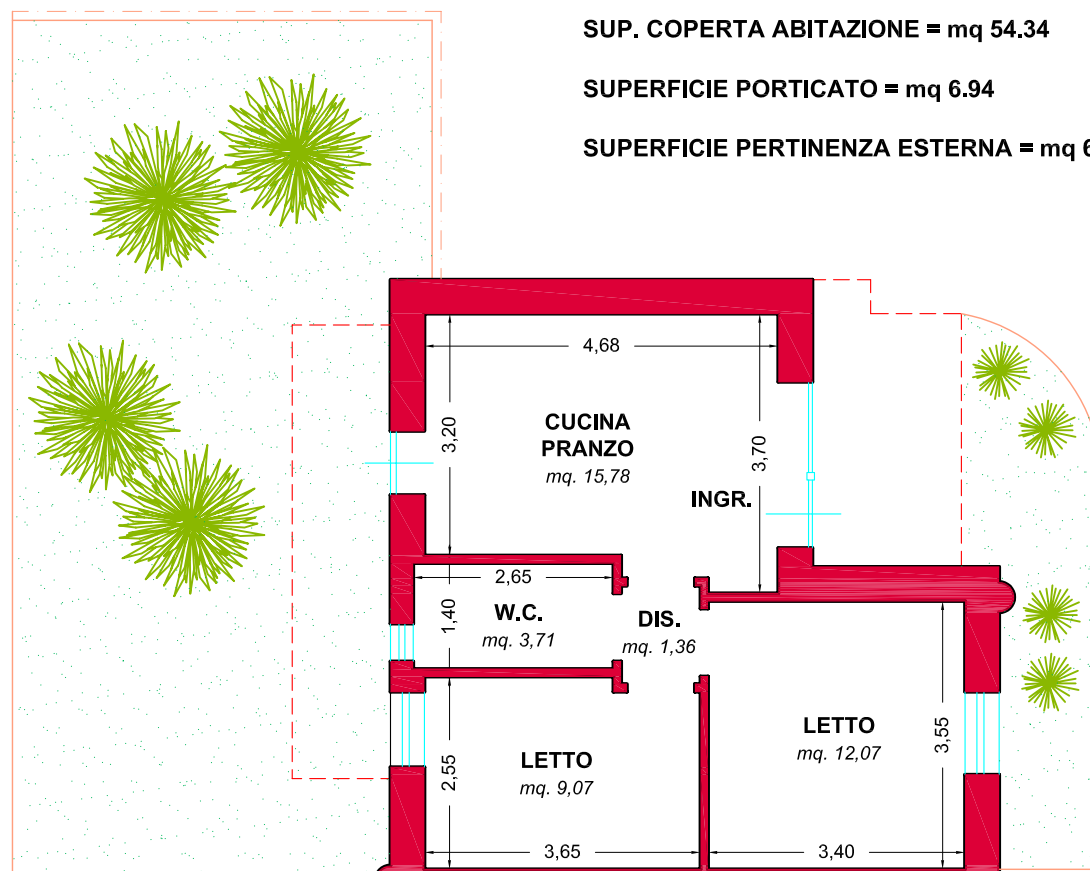 SUP. COPERTA ABITAZIONE = mq 54.34
SUPERFICIE PORTICATO = mq 6.94
SUPERFICIE PERTINENZA ESTERNA = mq 6
4,68
3,20
CUCINA
PRANZO
mq. 15,78
3,70
INGR.
2,65
1,40
W.C.
mq. 3,71
DIS.
mq. 1,36
LETTO
mq. 12,07
3,55
LETTO
mq. 9,07
2,55
3,65
3,40